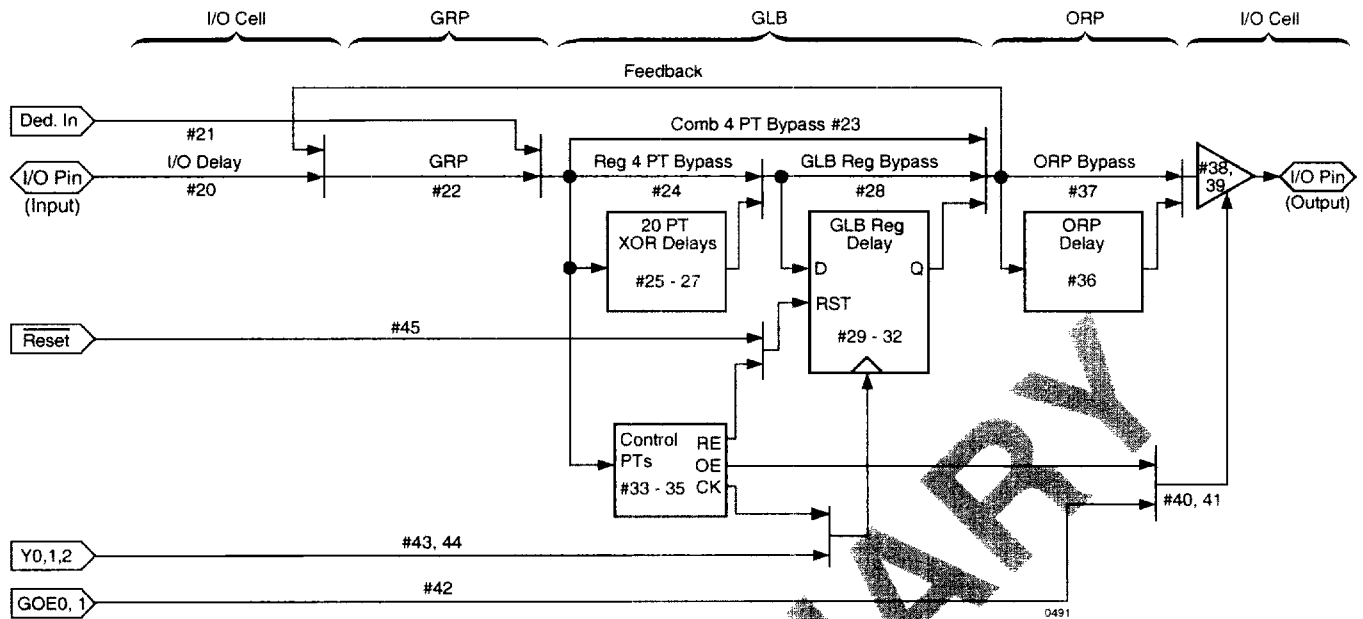 I/O Cell
GRP
GLB
ORP
I/O Cell
Feedback
Ded. In
#21
Comb 4 PT Bypass #23
I/O Pin
(Input)
I/O Delay
#20
GRP
#22
Reg 4 PT Bypass
#24
GLB Reg Bypass
#28
ORP Bypass
#37
#38,
39
I/O Pin
(Output)
20 PT
XOR Delays
#25 - 27
GLB Reg
Delay
D
Q
RST
#29 - 32
ORP
Delay
#36
Reset
#45
Control
PTs
#33 - 35
RE
OE
CK
#40, 41
Y0,1,2
#43, 44
GOE0, 1
#42
0491
ARY